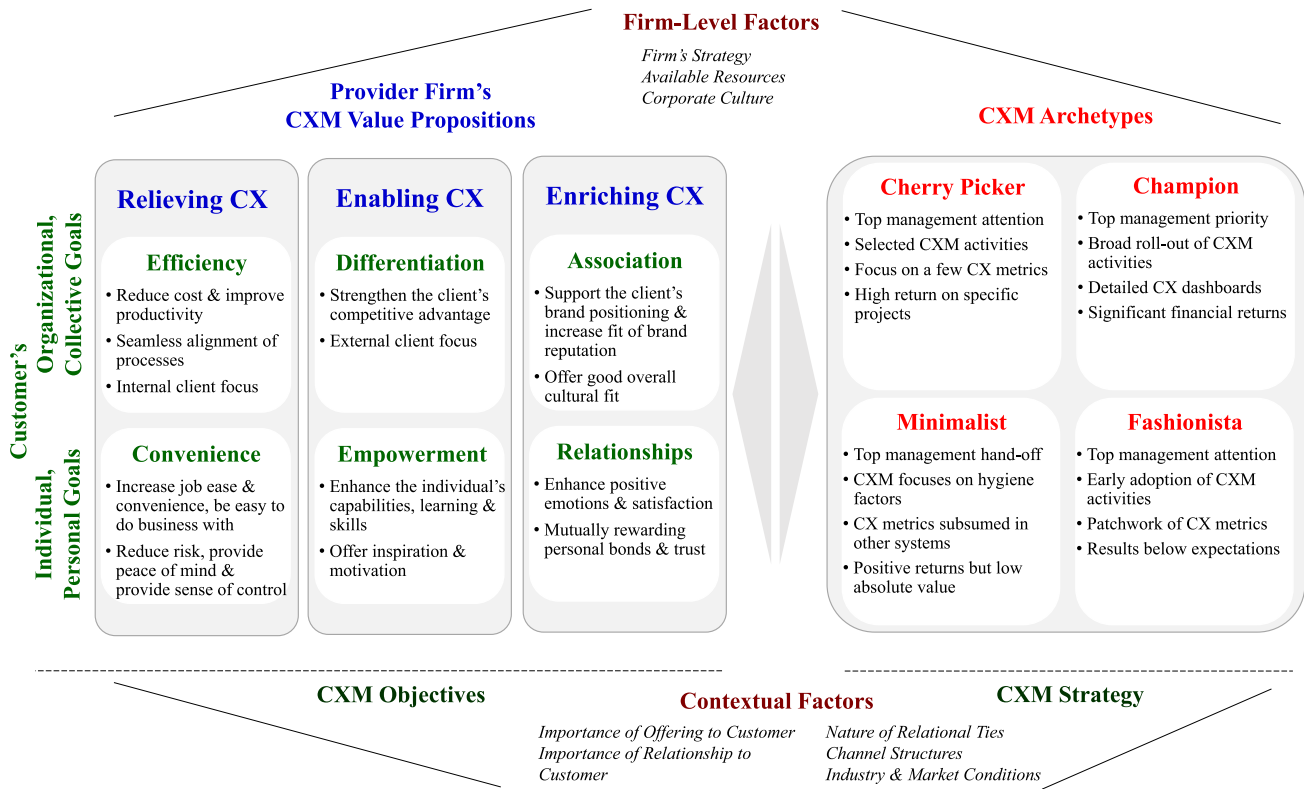 Firm-Level Factors
Firm’s Strategy
Available Resources
Corporate Culture
Provider Firm’s
CXM Value Propositions
CXM Archetypes
Customer’s
Organizational,
Collective Goals
Individual,
Personal Goals
Relieving CX
Efficiency
• Reduce cost & improve
productivity
• Seamless alignment of
processes
• Internal client focus
Convenience
• Increase job ease &
convenience, be easy to
do business with
• Reduce risk, provide
peace of mind &
provide sense of control
Enabling CX
Differentiation
• Strengthen the client’s
competitive advantage
• External client focus
Empowerment
• Enhance the individual’s
capabilities, learning &
skills
• Offer inspiration &
motivation
Enriching CX
Association
• Support the client’s
brand positioning &
increase fit of brand
reputation
• Offer good overall
cultural fit
Relationships
• Enhance positive
emotions & satisfaction
• Mutually rewarding
personal bonds & trust
Cherry Picker
• Top management attention
• Selected CXM activities
• Focus on a few CX metrics
• High return on specific
projects
Champion
• Top management priority
• Broad roll-out of CXM
activities
• Detailed CX dashboards
• Significant financial returns
Minimalist
• Top management hand-off
• CXM focuses on hygiene
factors
• CX metrics subsumed in
other systems
• Positive returns but low
absolute value
Fashionista
• Top management attention
• Early adoption of CXM
activities
• Patchwork of CX metrics
• Results below expectations
CXM Objectives
Contextual Factors
CXM Strategy
Importance of Offering to Customer
Importance of Relationship to
Customer
Nature of Relational Ties
Channel Structures
Industry & Market Conditions